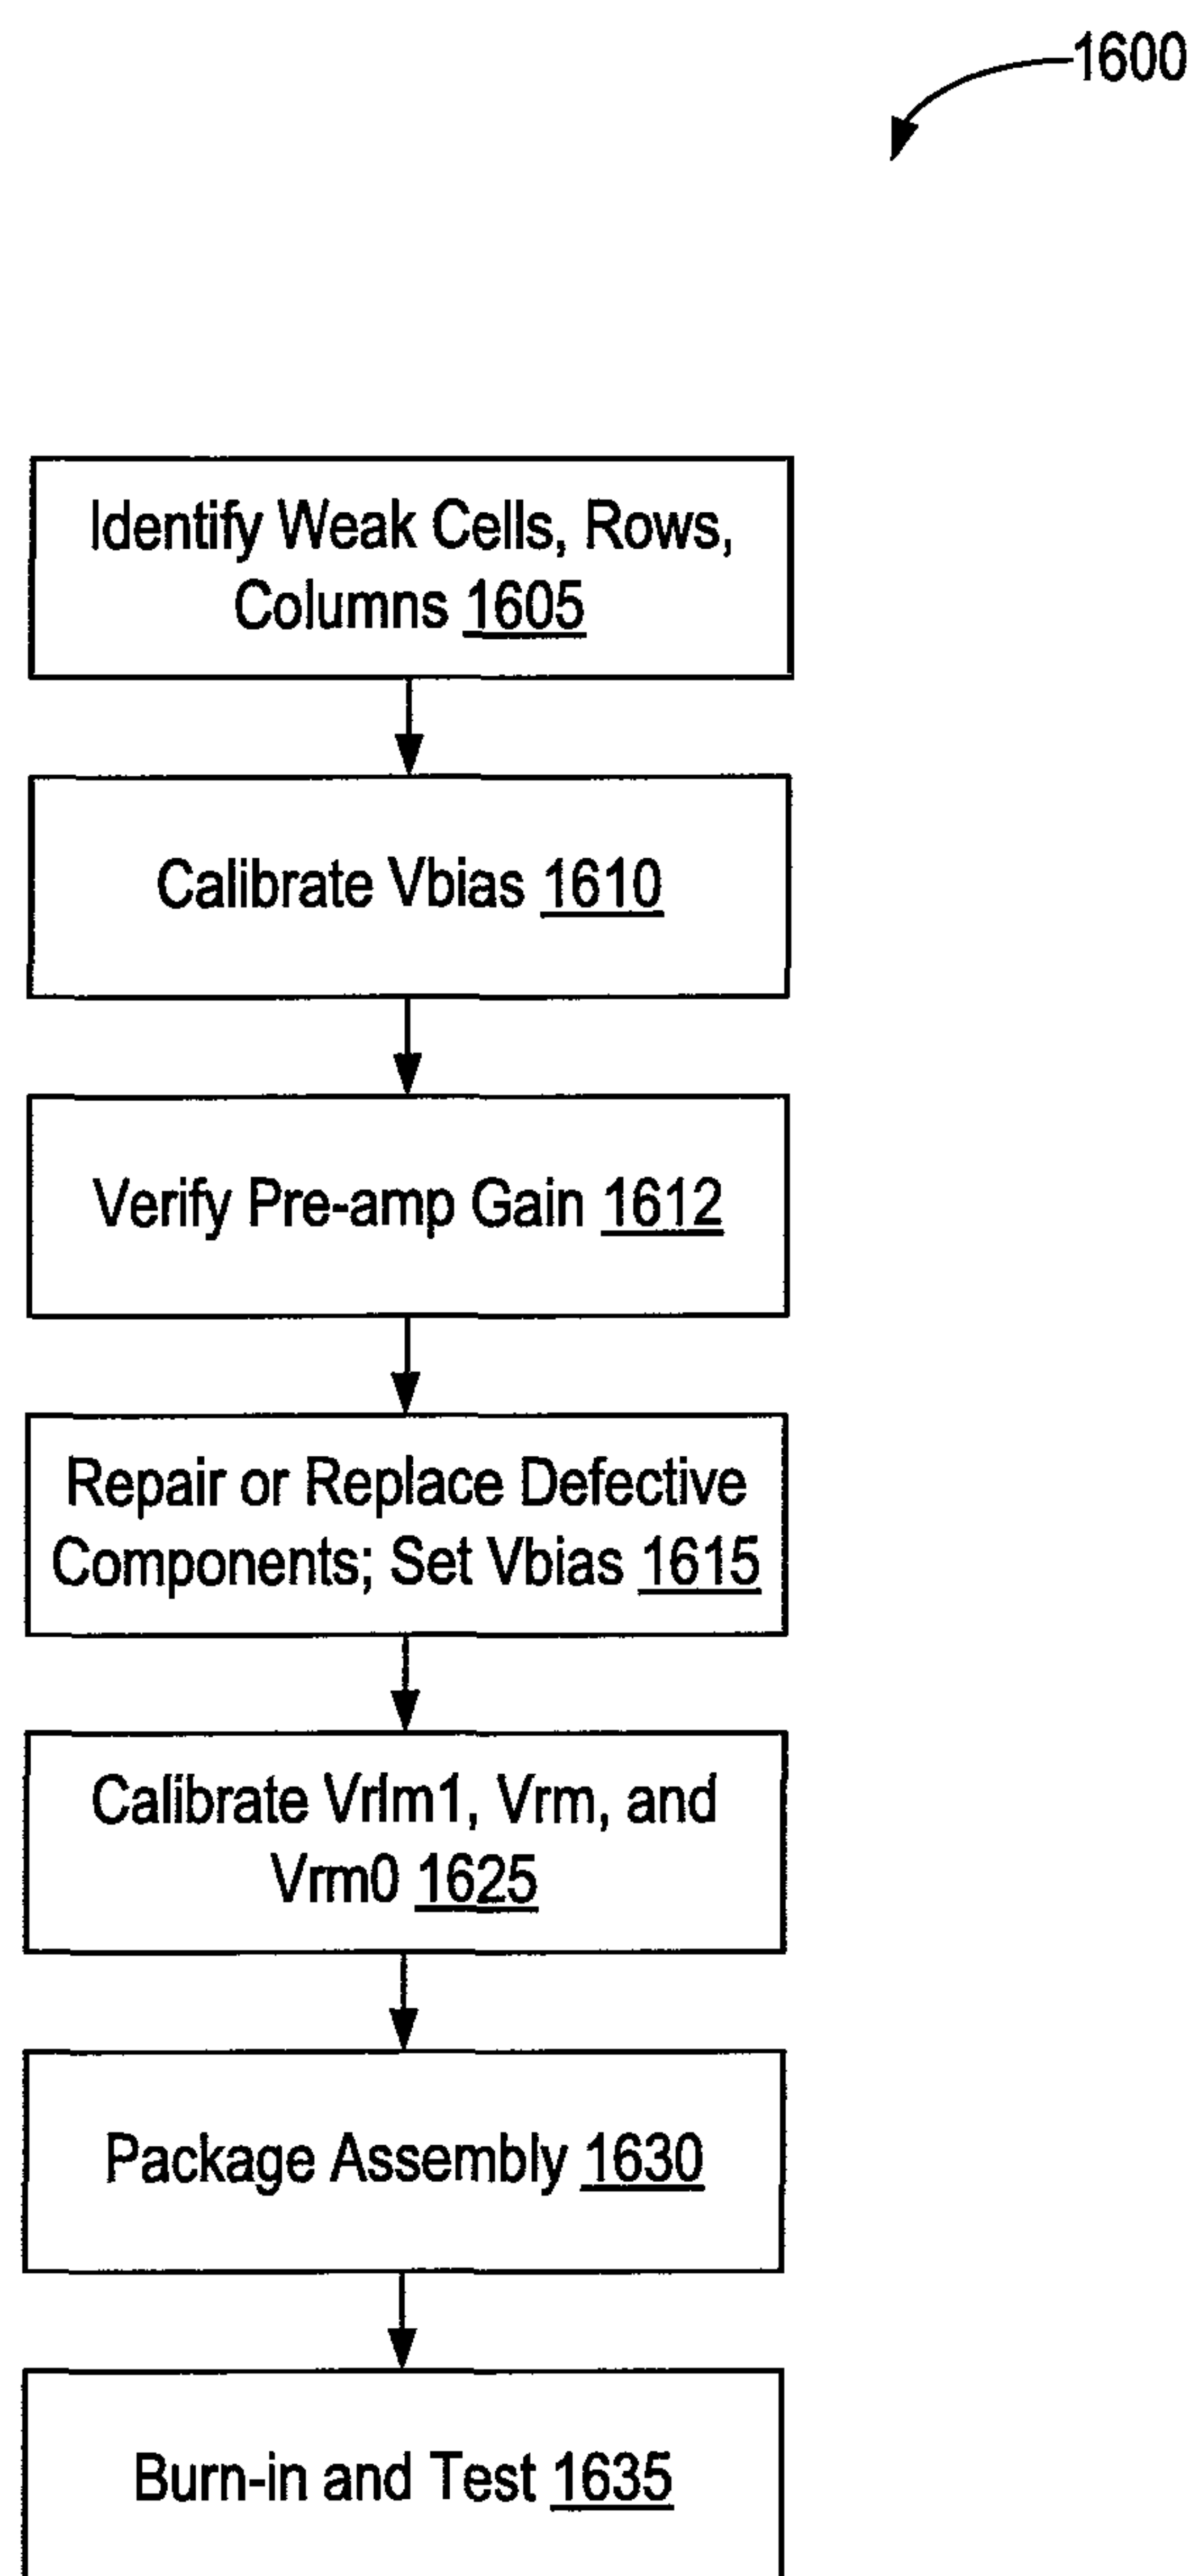 1600
Identify Weak Cells, Rows,
Columns 1605
Calibrate Vbias 1610
Verify Pre-amp Gain 1612
Repair or Replace Defective
Components; Set Vbias 1615
Calibrate Vrlm1, Vrm, and
Vrm0 1625
Package Assembly 1630
Burn-in and Test 1635